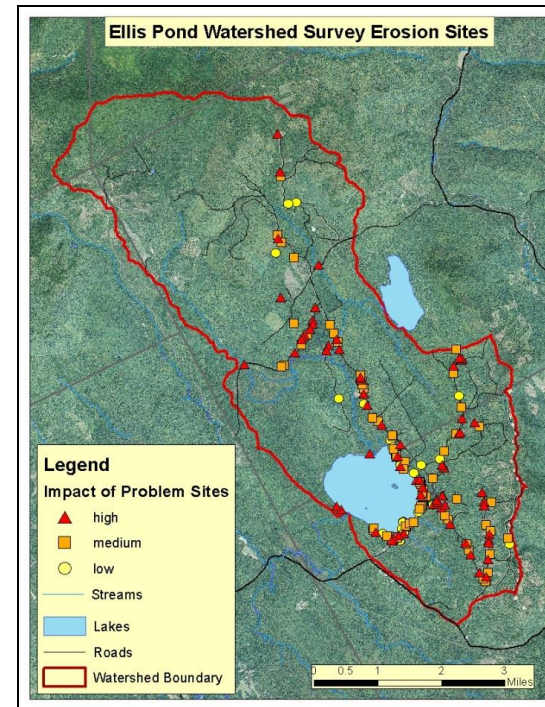 Ellis Pond Watershed Survey Erosion Sites
Legend
Impact of Problem Sites
high
medium
low
Streams
Lakes
Roads
Watershed Boundary
0 0.5 1 2 3
Miles